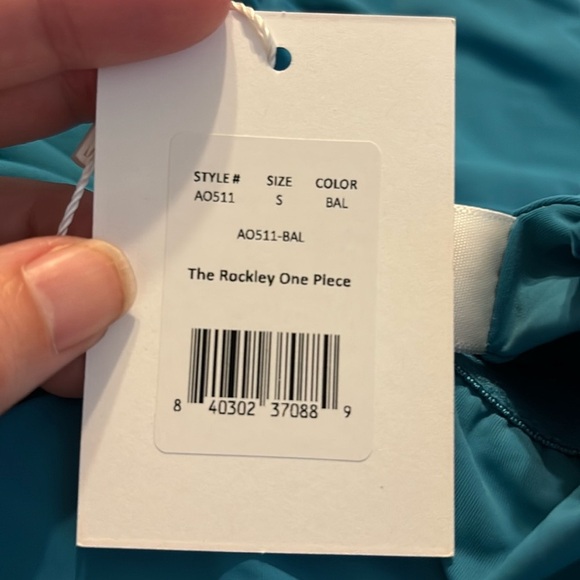 STYLE # SIZE COLOR
AO511 S BAL
AO511-BAL
The Rockley One Piece
8 40302 37088 9